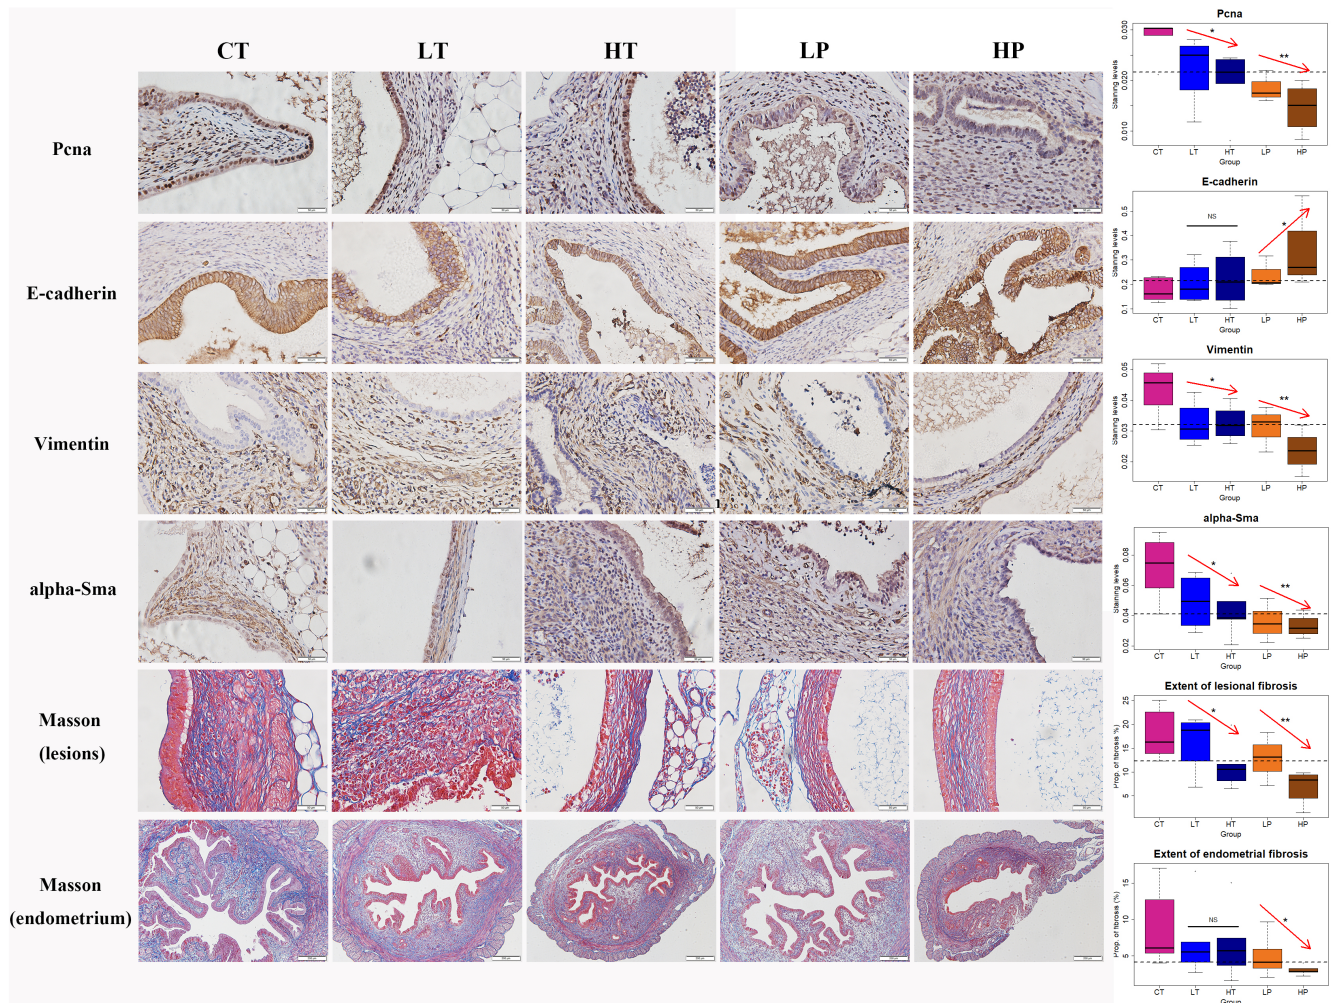 CT LT HT LP HP
Pcna
E-cadherin
Vimentin
alpha-Sma
Masson
(lesions)
Masson
(endometrium)
Pcna
Staining levels
0.030
0.020
0.010
*
**
CT LT HT LP HP
Group
E-cadherin
Staining levels
0.5
0.4
0.3
0.2
0.1
NS
*
CT LT HT LP HP
Group
Vimentin
Staining levels
0.05
0.04
0.03
0.02
*
**
CT LT HT LP HP
Group
alpha-Sma
Staining levels
0.08
0.06
0.04
0.02
*
**
CT LT HT LP HP
Group
Extent of lesional fibrosis
Prop. of fibrosis (%)
25
20
15
10
5
*
**
CT LT HT LP HP
Group
Extent of endometrial fibrosis
Prop. of fibrosis (%)
15
10
5
NS
*
CT LT HT LP HP
Group